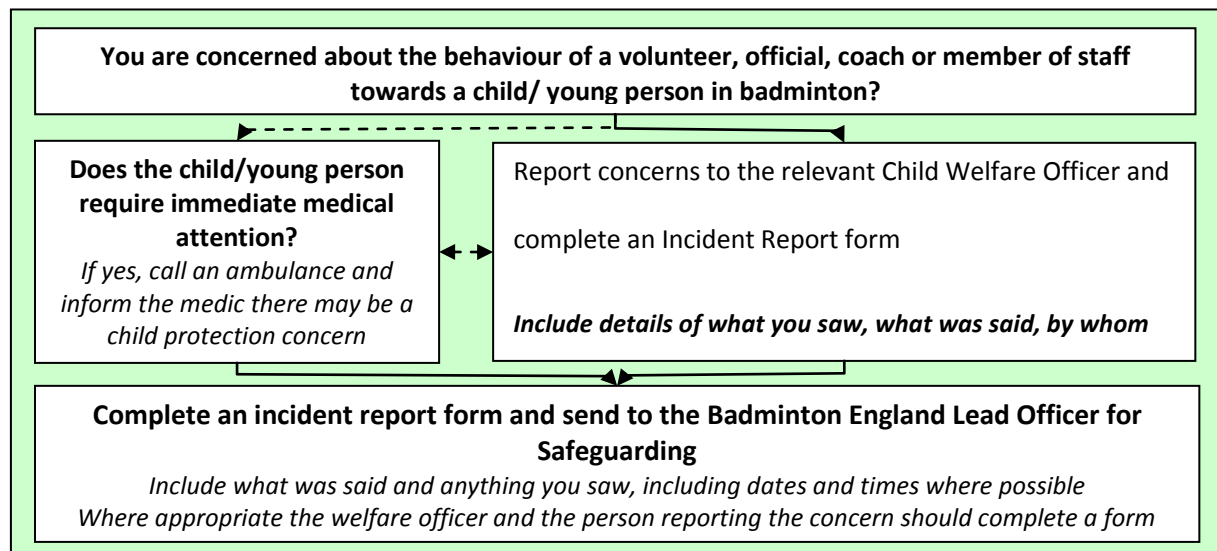 You are concerned about the behaviour of a volunteer, official, coach or member of staff
towards a child/ young person in badminton?
Does the child/young person
require immediate medical
attention?
If yes, call an ambulance and
inform the medic there may be a
child protection concern
Report concerns to the relevant Child Welfare Officer and
complete an Incident Report form
Include details of what you saw, what was said, by whom
Complete an incident report form and send to the Badminton England Lead Officer for
Safeguarding
Include what was said and anything you saw, including dates and times where possible
Where appropriate the welfare officer and the person reporting the concern should complete a form